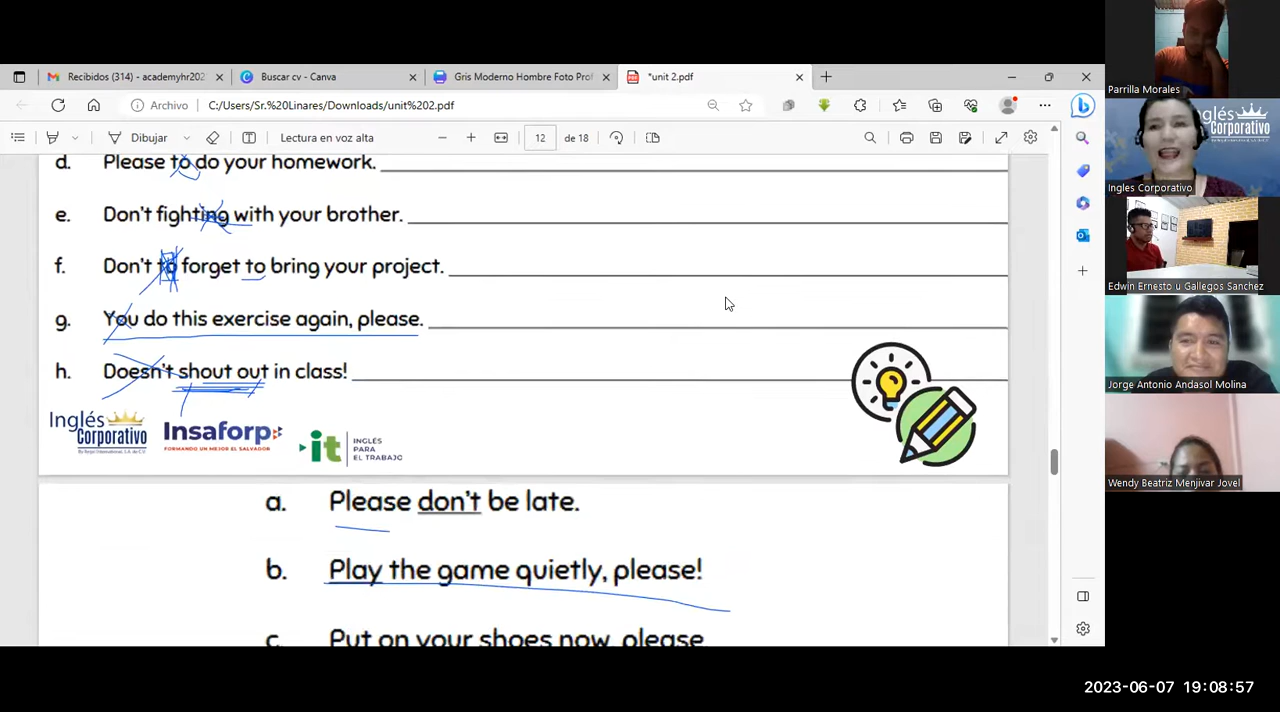 Recibidos (314) - academyhr202
Buscar cv - Canva
Gris Moderno Hombre Foto Prof
*unit 2.pdf
Archivo
C:/Users/Sr.%20Linares/Downloads/unit%202.pdf
Dibujar
Lectura en voz alta
12
de 18
d. Please to do your homework.
e. Don't fighting with your brother.
f. Don't to forget to bring your project.
g. You do this exercise again, please.
h. Doesn't shout out in class!
Inglés
Corporativo
Insaforp
FORMANDO UN MEJOR EL SALVADOR
it
INGLÉS
PARA
EL TRABAJO
a. Please don't be late.
b. Play the game quietly, please!
c. Put on your shoes now, please
Parrilla Morales
glés
Corporativo
Ingles Corporativo
Edwin Ernesto u Gallegos Sanchez
Jorge Antonio Andasol Molina
Wendy Beatriz Menjivar Jovel
2023-06-07 19:08:57